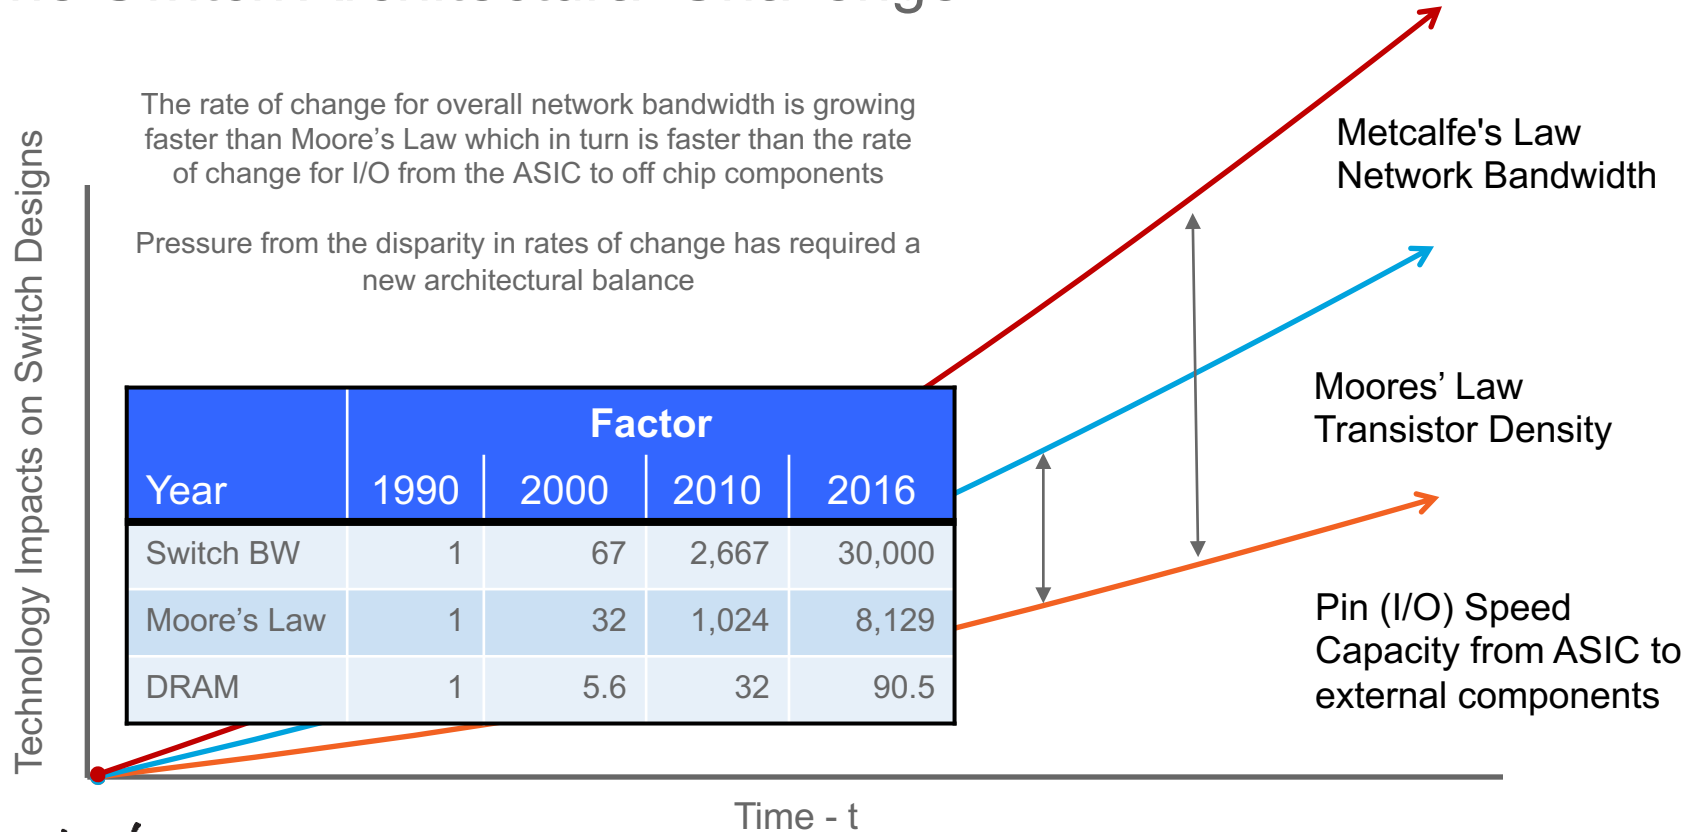 The rate of change for overall network bandwidth is growing
faster than Moore's Law which in turn is faster than the rate
of change for I/O from the ASIC to off chip components
Pressure from the disparity in rates of change has required a
new architectural balance
Technology Impacts on Switch Designs
Metcalfe's Law
Network Bandwidth
Moores' Law
Transistor Density
Pin (I/O) Speed
Capacity from ASIC to
external components
Factor
Year 1990 2000 2010 2016
Switch BW 1 67 2,667 30,000
Moore's Law 1 32 1,024 8,129
DRAM 1 5.6 32 90.5
Time - t